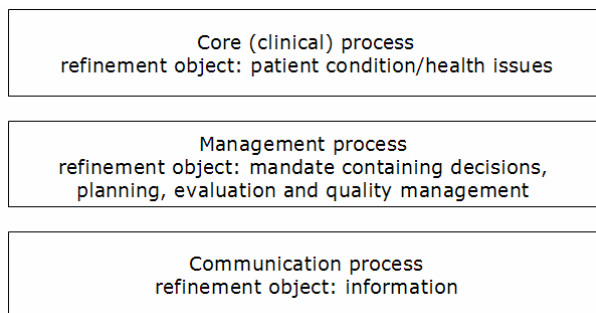 Core (clinical) process
refinement object: patient condition/health issues
Management process
refinement object: mandate containing decisions,
planning, evaluation and quality management
Communication process
refinement object: information